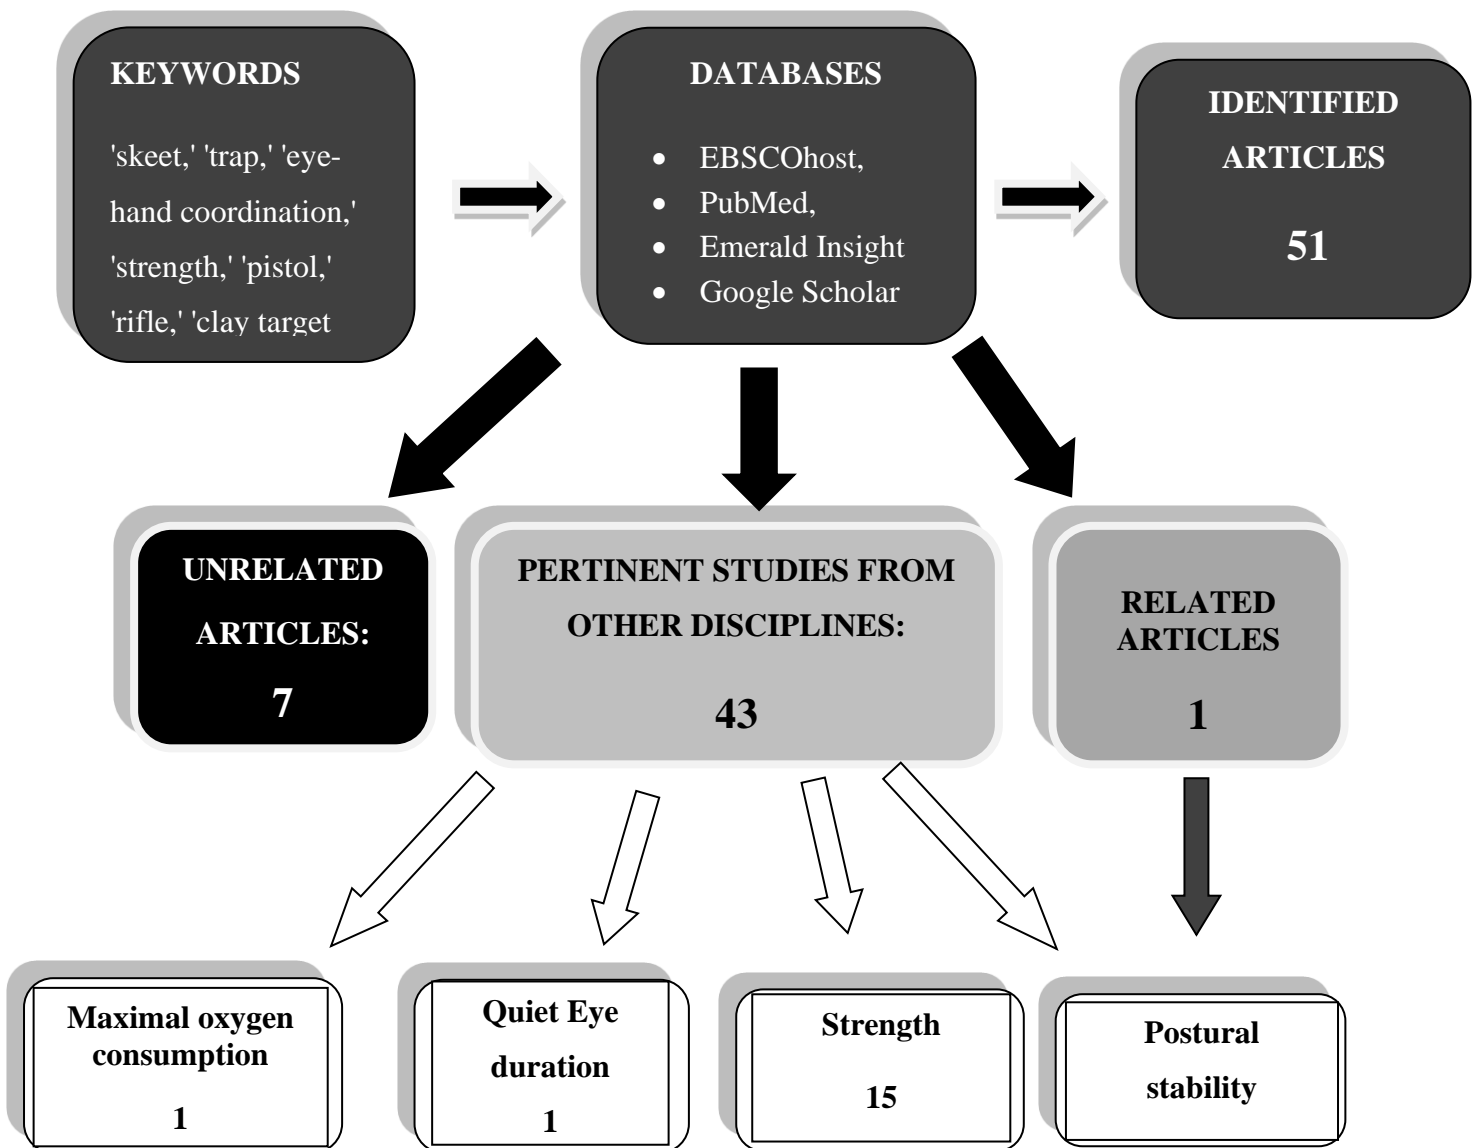 KEYWORDS
'skeet,' 'trap,' 'eye-
hand coordination,'
'strength,' 'pistol,'
'rifle,' 'clay target
DATABASES
• EBSCOhost,
• PubMed,
• Emerald Insight
• Google Scholar
IDENTIFIED
ARTICLES
51
UNRELATED
ARTICLES:
7
PERTINENT STUDIES FROM
OTHER DISCIPLINES:
43
RELATED
ARTICLES
1
Maximal oxygen
consumption
1
Quiet Eye
duration
1
Strength
15
Postural
stability